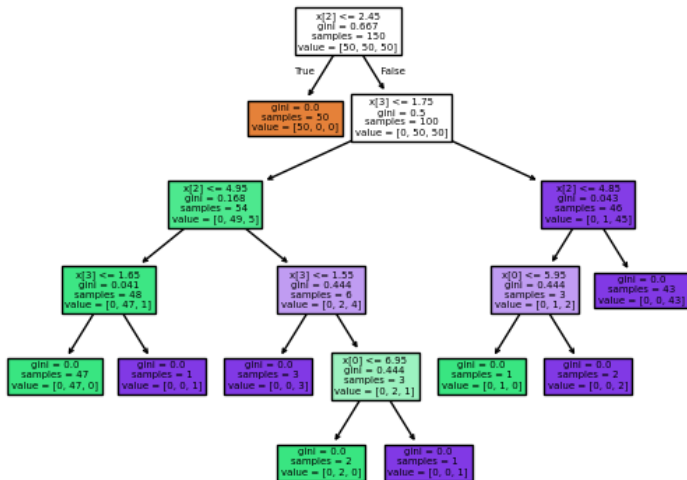 x[2] <= 2.45
gini = 0.667
samples = 150
value = [50, 50, 50]
True
False
gini = 0.0
samples = 50
value = [50, 0, 0]
x[3] <= 1.75
gini = 0.5
samples = 100
value = [0, 50, 50]
x[2] <= 4.95
gini = 0.168
samples = 54
value = [0, 49, 5]
x[2] <= 4.85
gini = 0.043
samples = 46
value = [0, 1, 45]
x[3] <= 1.65
gini = 0.041
samples = 48
value = [0, 47, 1]
x[3] <= 1.55
gini = 0.444
samples = 6
value = [0, 2, 4]
x[0] <= 5.95
gini = 0.444
samples = 3
value = [0, 1, 2]
gini = 0.0
samples = 43
value = [0, 0, 43]
gini = 0.0
samples = 47
value = [0, 47, 0]
gini = 0.0
samples = 1
value = [0, 0, 1]
gini = 0.0
samples = 3
value = [0, 0, 3]
x[0] <= 6.95
gini = 0.444
samples = 3
value = [0, 2, 1]
gini = 0.0
samples = 1
value = [0, 1, 0]
gini = 0.0
samples = 2
value = [0, 0, 2]
gini = 0.0
samples = 2
value = [0, 2, 0]
gini = 0.0
samples = 1
value = [0, 0, 1]